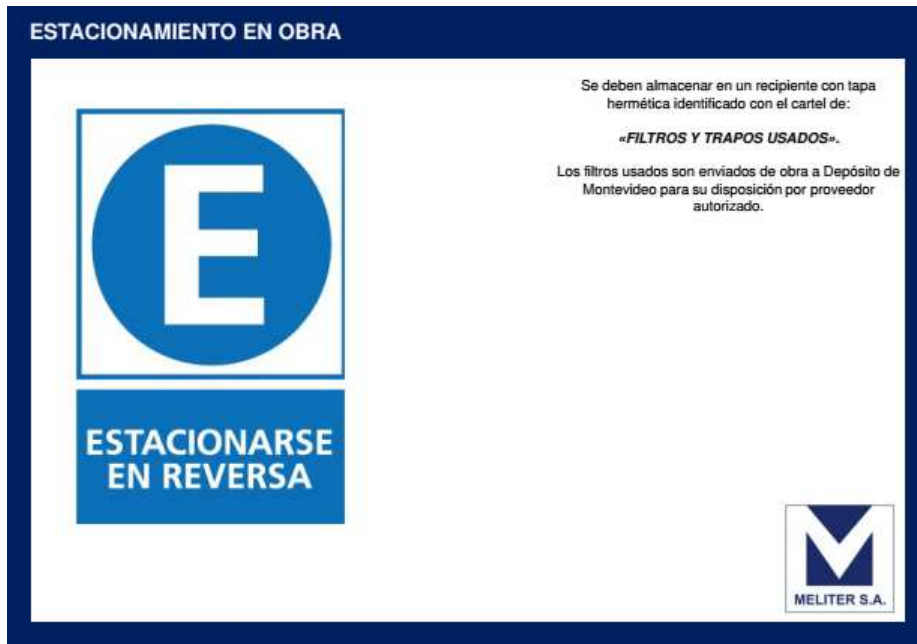 ESTACIONAMIENTO EN OBRA
Se deben almacenar en un recipiente con tapa
hermética identificado con el cartel de:
«FILTROS Y TRAPOS USADOS».
Los filtros usados son enviados de obra a Depósito de
Montevideo para su disposición por proveedor
autorizado.
E
ESTACIONARSE
EN REVERSA
MELITER S.A.